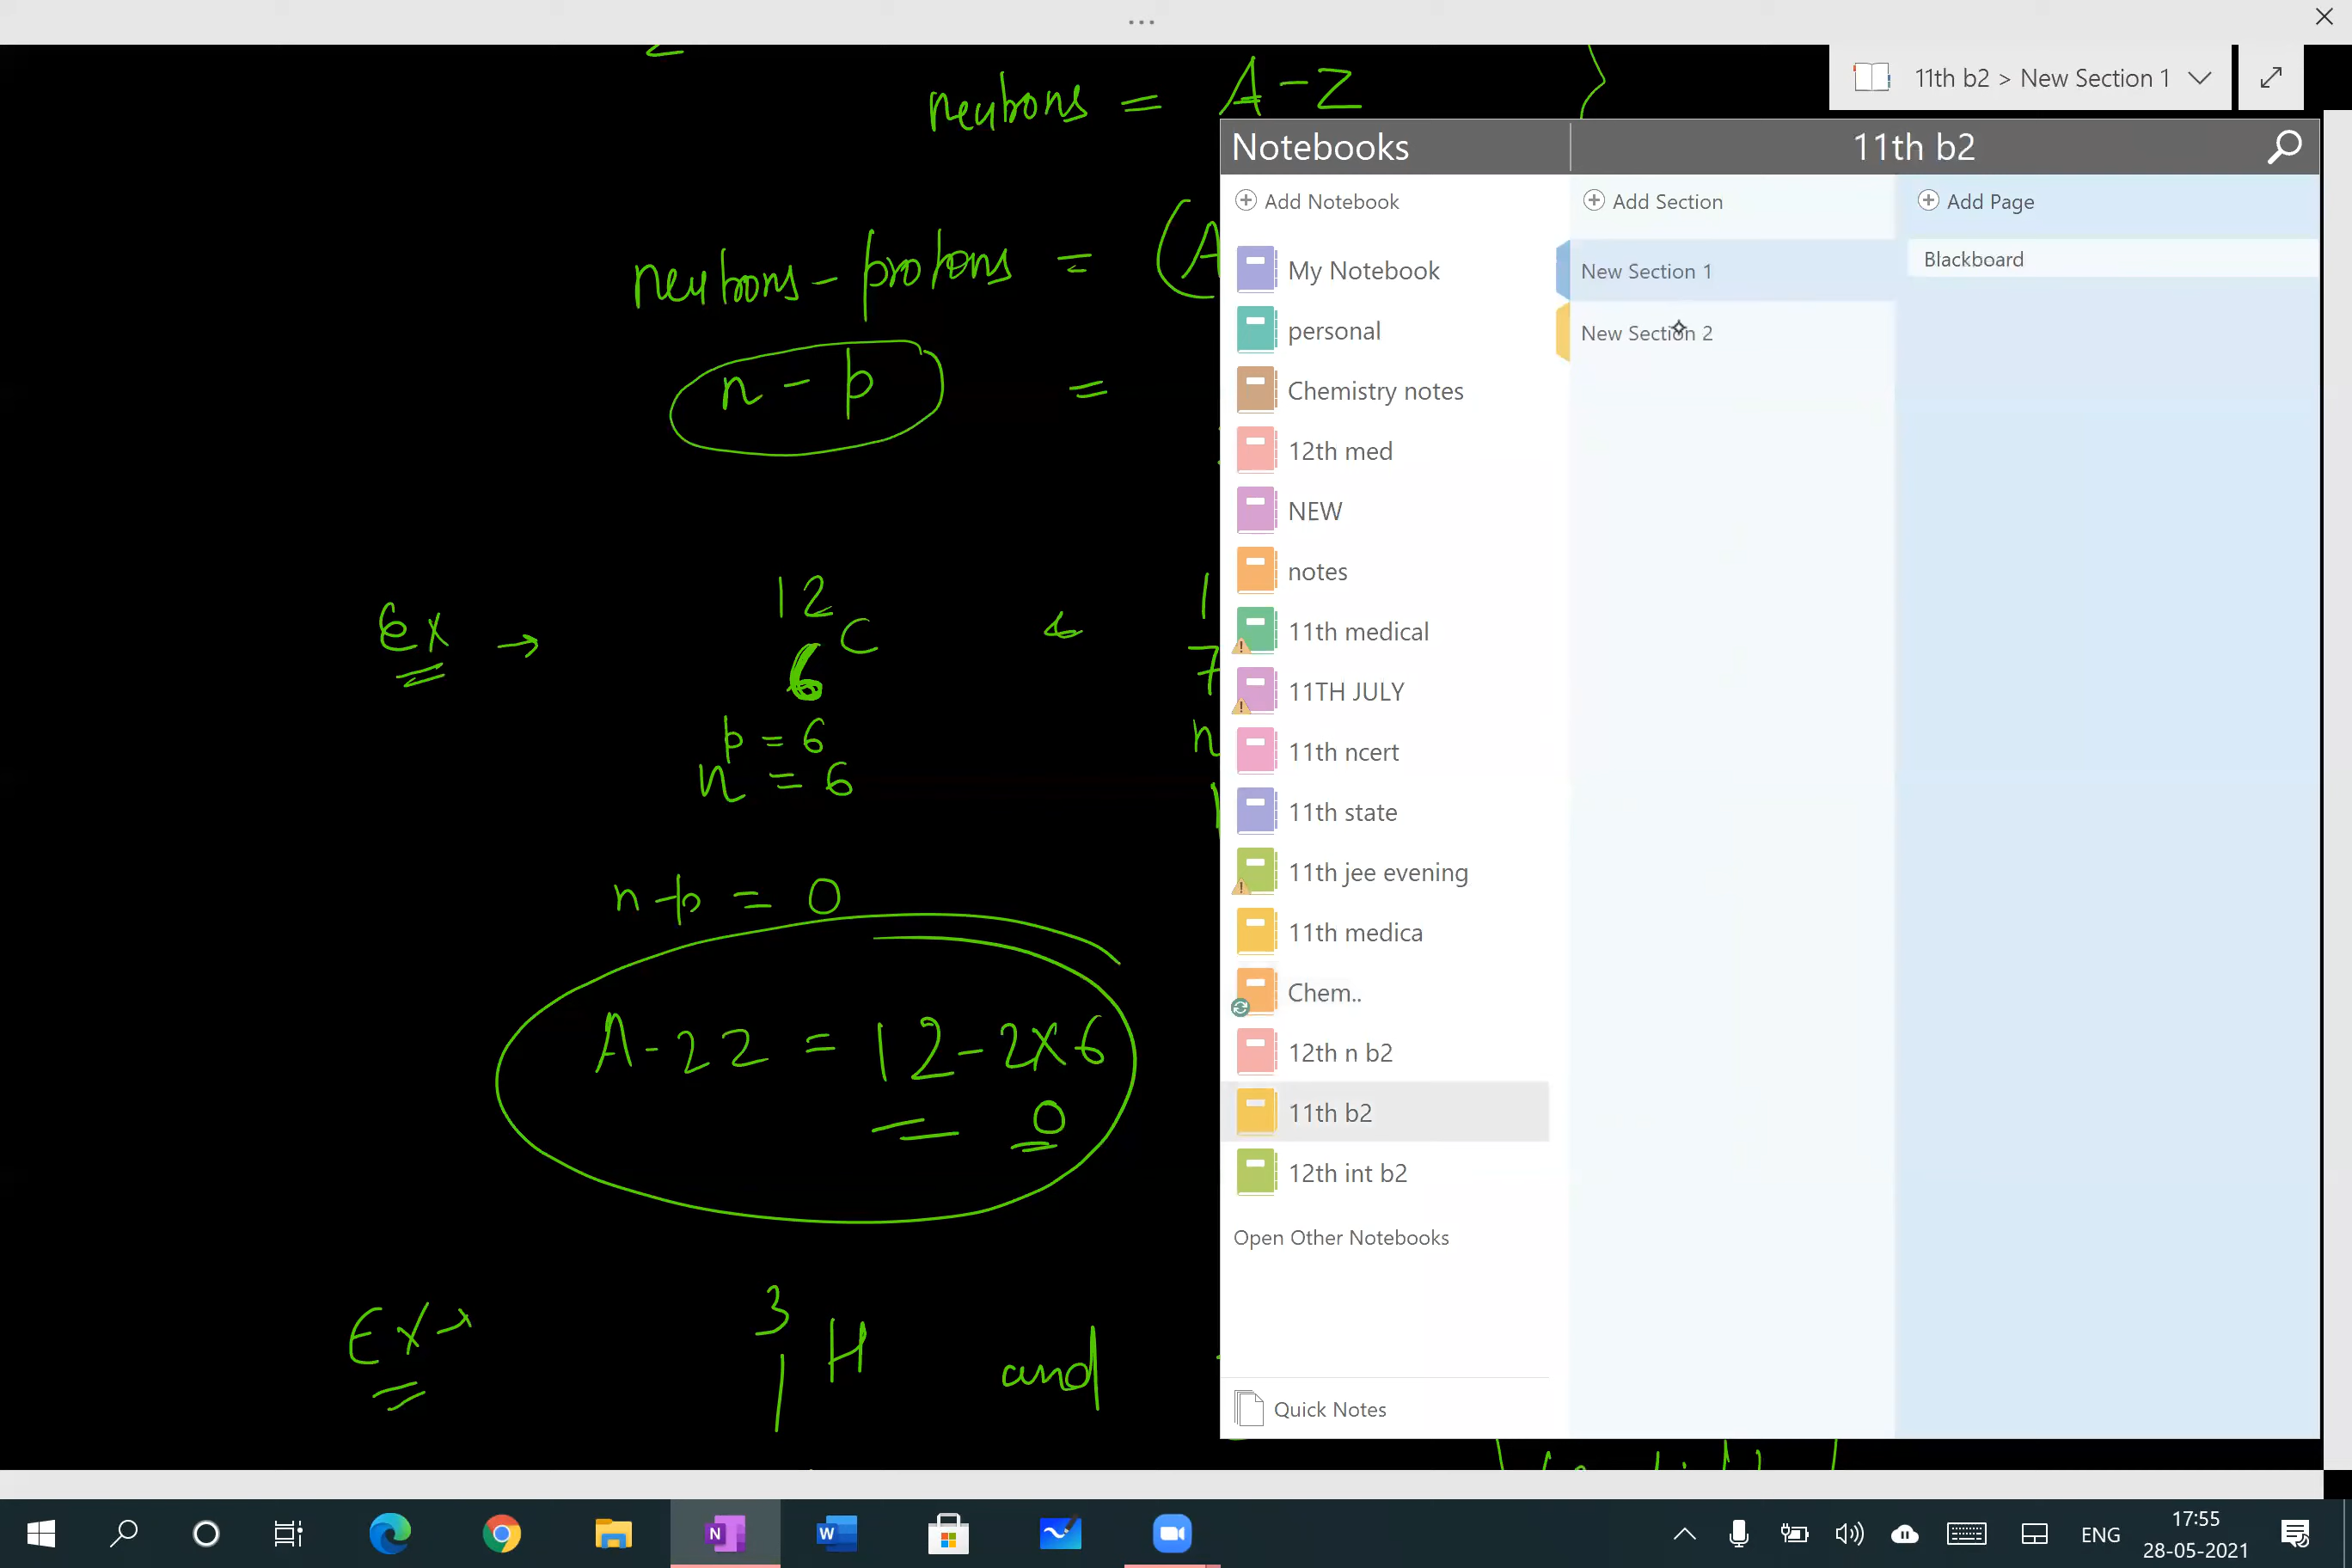 11th b2 > New Section 1
neutrons = A-Z
Notebooks
11th b2
Add Notebook
Add Section
Add Page
My Notebook
New Section 1
Blackboard
personal
New Section 2
Chemistry notes
12th med
NEW
notes
11th medical
11TH JULY
11th ncert
11th state
11th jee evening
11th medica
Chem..
12th n b2
11th b2
12th int b2
Open Other Notebooks
Quick Notes
neutrons - protons = (A
n - p =
Ex → 12 6 C & 1 7
p = 6 n
n = 6
n-p = 0
A-2Z = 12-2x6
= 0
Ex→ 3 1 H and
ENG
17:55
28-05-2021